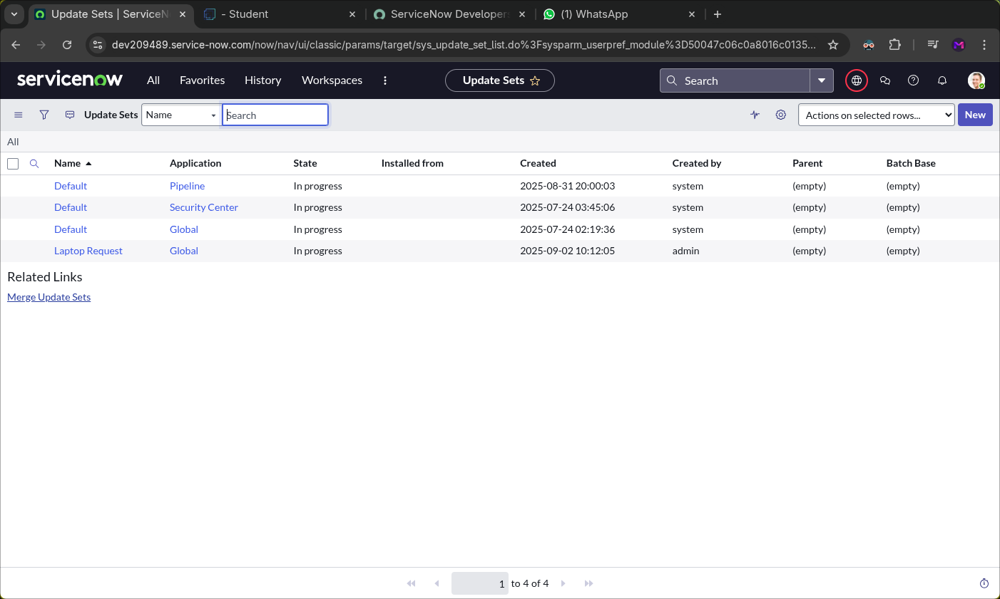 Update Sets | ServiceN
- Student
ServiceNow Developers
(1) WhatsApp
dev209489.service-now.com/now/nav/ui/classic/params/target/sys_update_set_list.do%3Fsysparm_userpref_module%3D50047c06c0a8016c0135...
servicenow
All
Favorites
History
Workspaces
Update Sets
Search
Update Sets
Name
Search
Actions on selected rows...
New
All
Name Application State Installed from Created Created by Parent Batch Base
Default Pipeline In progress 2025-08-31 20:00:03 system (empty) (empty)
Default Security Center In progress 2025-07-24 03:45:06 system (empty) (empty)
Default Global In progress 2025-07-24 02:19:36 system (empty) (empty)
Laptop Request Global In progress 2025-09-02 10:12:05 admin (empty) (empty)
Related Links
Merge Update Sets
1 to 4 of 4